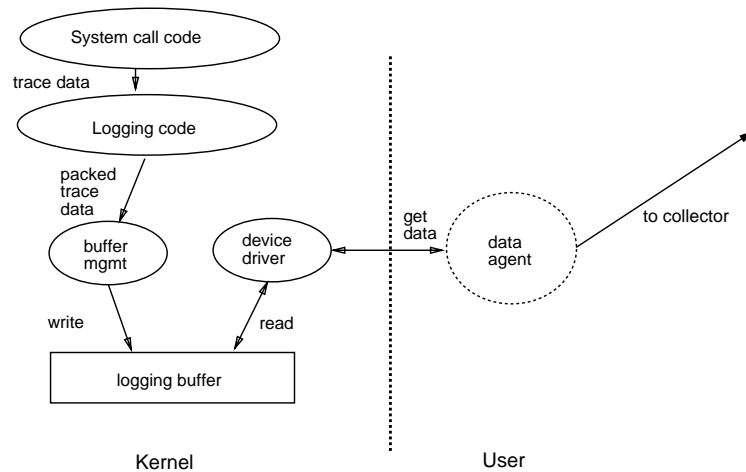 System call code
trace data
Logging code
packed
trace
data
buffer
mgmt
device
driver
get
data
data
agent
to collector
write
read
logging buffer
Kernel
User